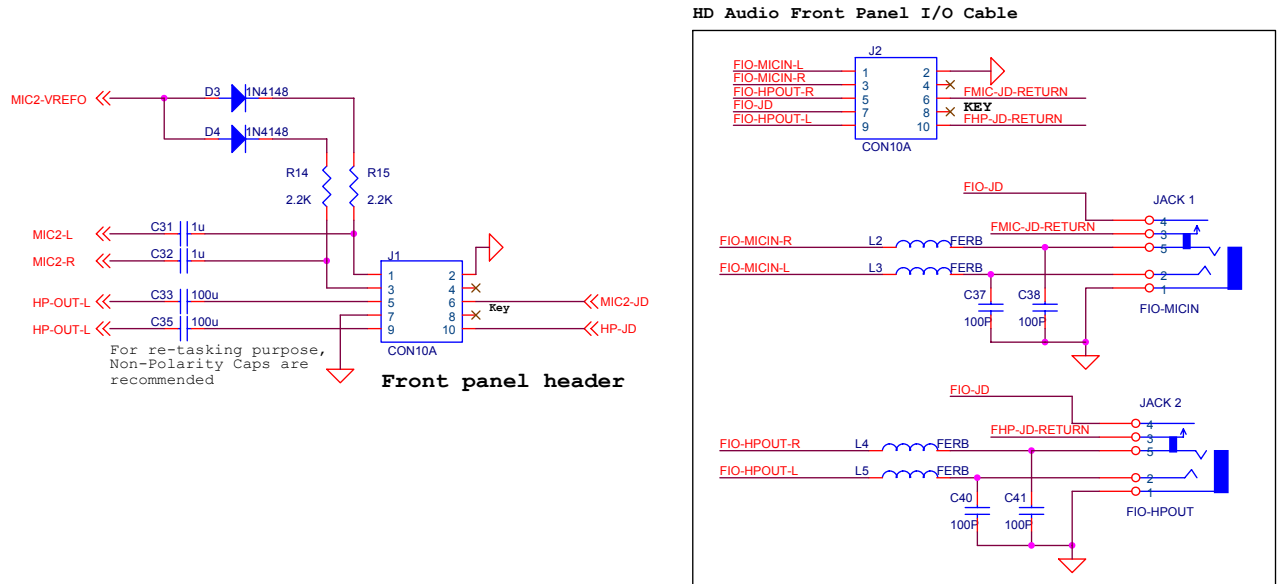 HD Audio Front Panel I/O Cable
MIC2-VREFO
D3
1N4148
D4
1N4148
R14
2.2K
R15
2.2K
MIC2-L
C31
1u
MIC2-R
C32
1u
HP-OUT-L
C33
100u
HP-OUT-L
C35
100u
For re-tasking purpose,
Non-Polarity Caps are
recommended
J1
1
2
3
4
5
6
7
8
9
10
Key
CON10A
MIC2-JD
HP-JD
Front panel header
J2
FIO-MICIN-L
FIO-MICIN-R
FIO-HPOUT-R
FIO-JD
FIO-HPOUT-L
1
2
3
4
5
6
7
8
9
10
FMIC-JD-RETURN
KEY
FHP-JD-RETURN
CON10A
FIO-JD
JACK 1
FMIC-JD-RETURN
FIO-MICIN-R
L2
FERB
FIO-MICIN-L
L3
FERB
4
3
5
2
1
C37
100P
C38
100P
FIO-MICIN
FIO-JD
JACK 2
FHP-JD-RETURN
FIO-HPOUT-R
L4
FERB
FIO-HPOUT-L
L5
FERB
4
3
5
2
1
C40
100P
C41
100P
FIO-HPOUT